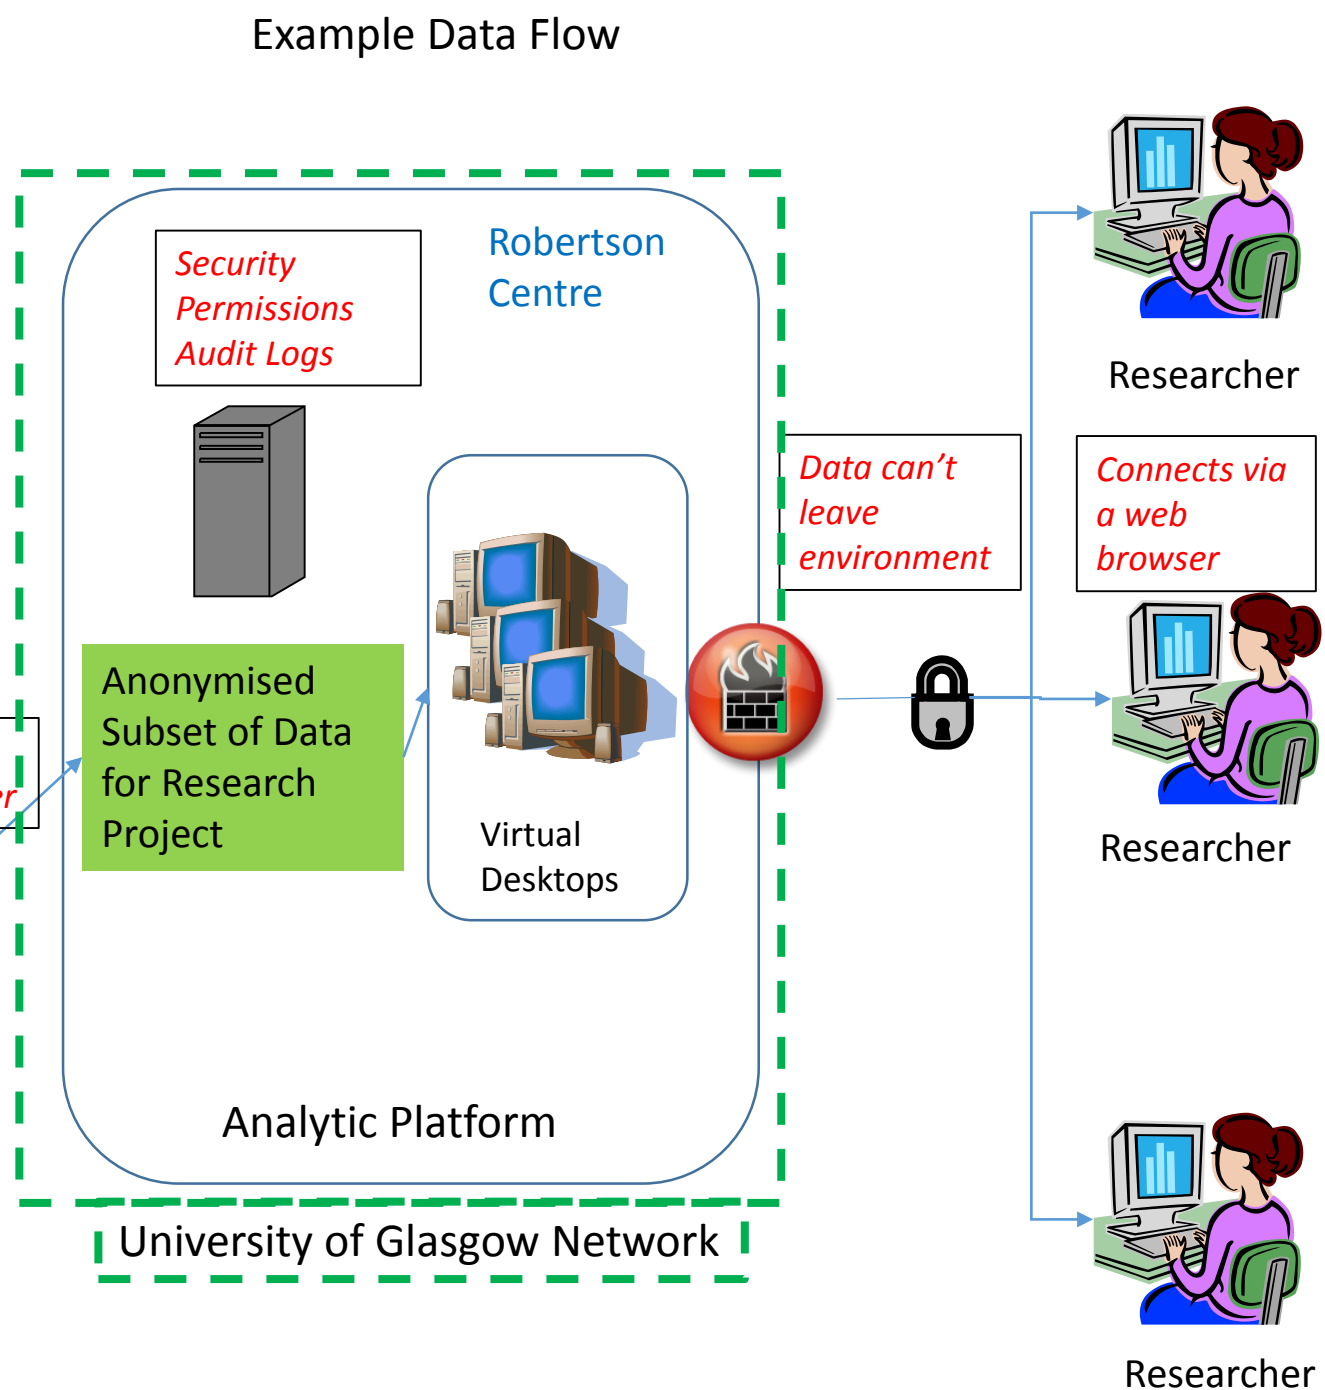 Example Data Flow
Security
Permissions
Audit Logs
Robertson
Centre
Researcher
Data can't
leave
environment
Connects via
a web
browser
Anonymised
Subset of Data
for Research
Project
Virtual
Desktops
Researcher
Analytic Platform
University of Glasgow Network
Researcher